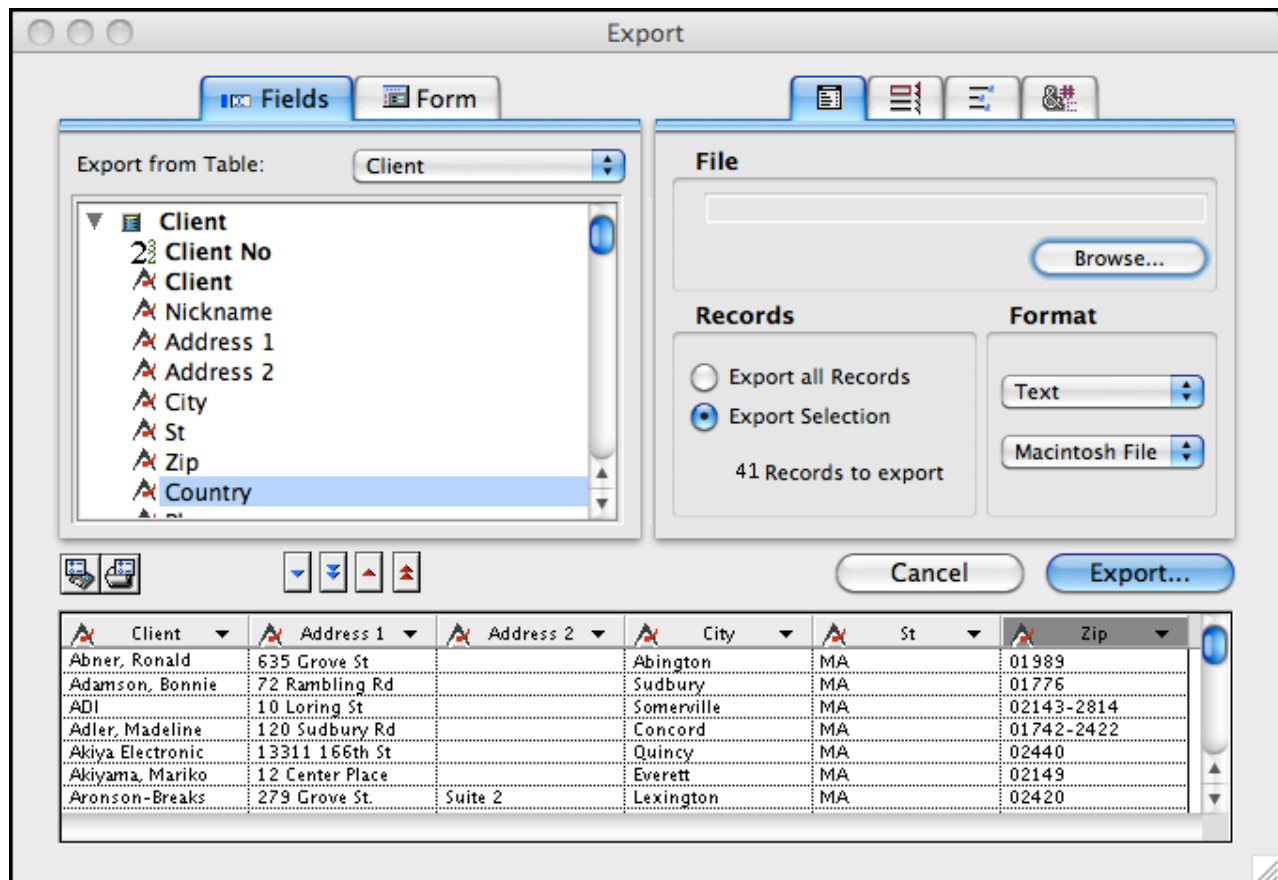 Export
Fields
Form
Export from Table:
Client
Client
Client No
Client
Nickname
Address 1
Address 2
City
St
Zip
Country
File
Browse...
Records
Export all Records
Export Selection
41 Records to export
Format
Text
Macintosh File
Cancel
Export...
Client Address 1 Address 2 City St Zip
Abner, Ronald 635 Grove St Abington MA 01989
Adamson, Bonnie 72 Rambling Rd Sudbury MA 01776
ADI 10 Loring St Somerville MA 02143-2814
Adler, Madeline 120 Sudbury Rd Concord MA 01742-2422
Akiya Electronic 13311 166th St Quincy MA 02440
Akiyama, Mariko 12 Center Place Everett MA 02149
Aronson-Breaks 279 Grove St. Suite 2 Lexington MA 02420